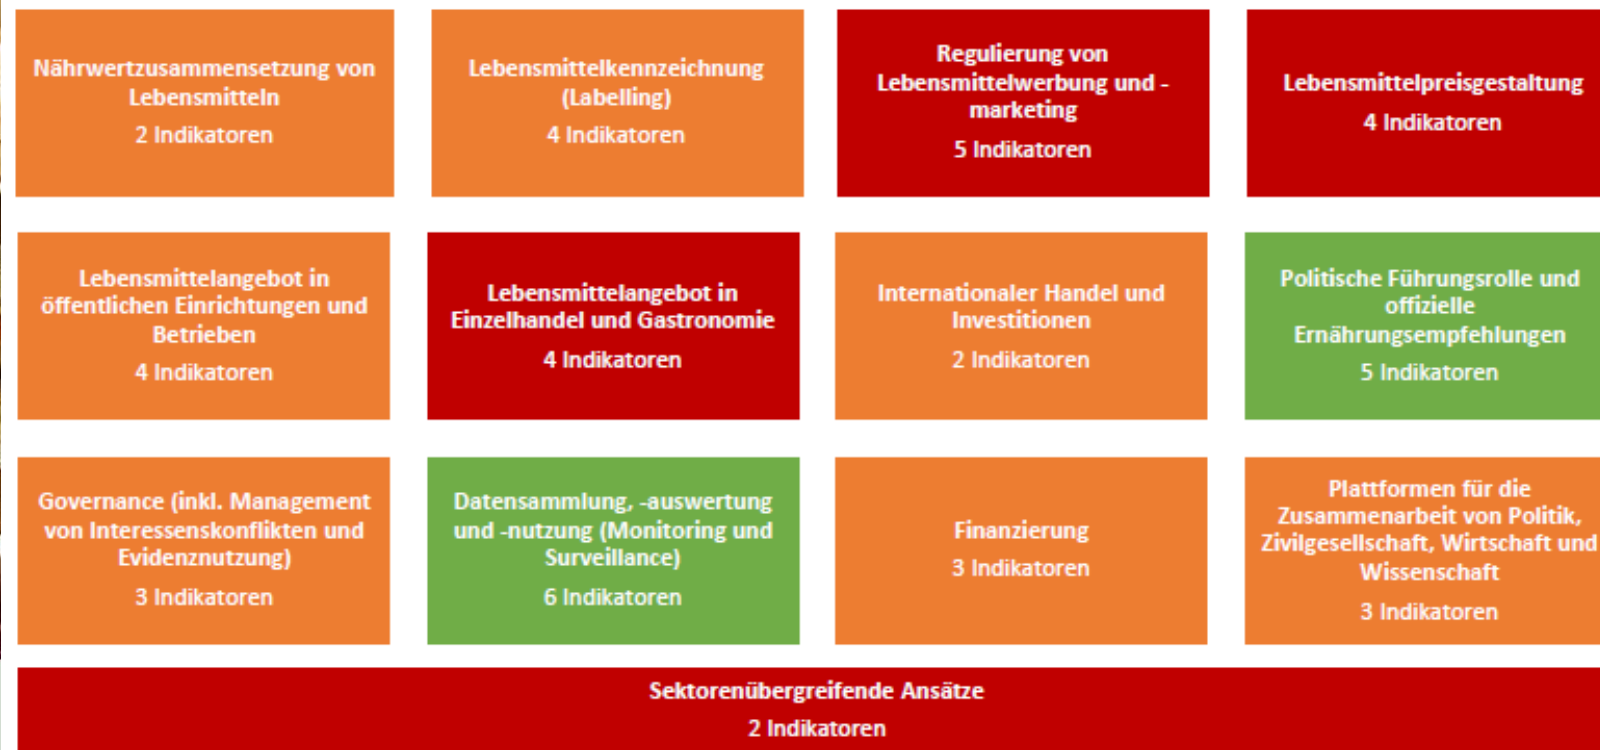 Nährwertzusammensetzung von
Lebensmitteln
2 Indikatoren
Lebensmittelkennzeichnung
(Labelling)
4 Indikatoren
Regulierung von
Lebensmittelwerbung und -
marketing
5 Indikatoren
Lebensmittelpreisgestaltung
4 Indikatoren
Lebensmittelangebot in
öffentlichen Einrichtungen und
Betrieben
4 Indikatoren
Lebensmittelangebot in
Einzelhandel und Gastronomie
4 Indikatoren
Internationaler Handel und
Investitionen
2 Indikatoren
Politische Führungsrolle und
offizielle
Ernährungsempfehlungen
5 Indikatoren
Governance (inkl. Management
von Interessenskonflikten und
Evidenznutzung)
3 Indikatoren
Datensammlung, -auswertung
und -nutzung (Monitoring und
Surveillance)
6 Indikatoren
Finanzierung
3 Indikatoren
Plattformen für die
Zusammenarbeit von Politik,
Zivilgesellschaft, Wirtschaft und
Wissenschaft
3 Indikatoren
Sektorenübergreifende Ansätze
2 Indikatoren